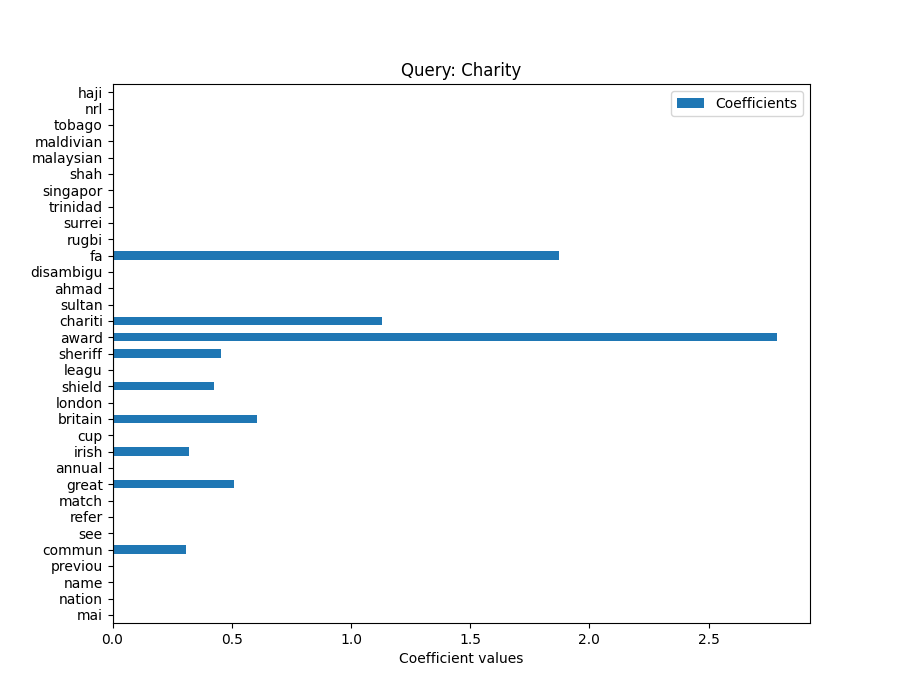 Query: Charity
Coefficients
haji
nrl
tobago
maldivian
malaysian
shah
singapor
trinidad
surrei
rugbi
fa
disambigu
ahmad
sultan
chariti
award
sheriff
leagu
shield
london
britain
cup
irish
annual
great
match
refer
see
commun
previou
name
nation
mai
0.0 0.5 1.0 1.5 2.0 2.5
Coefficient values